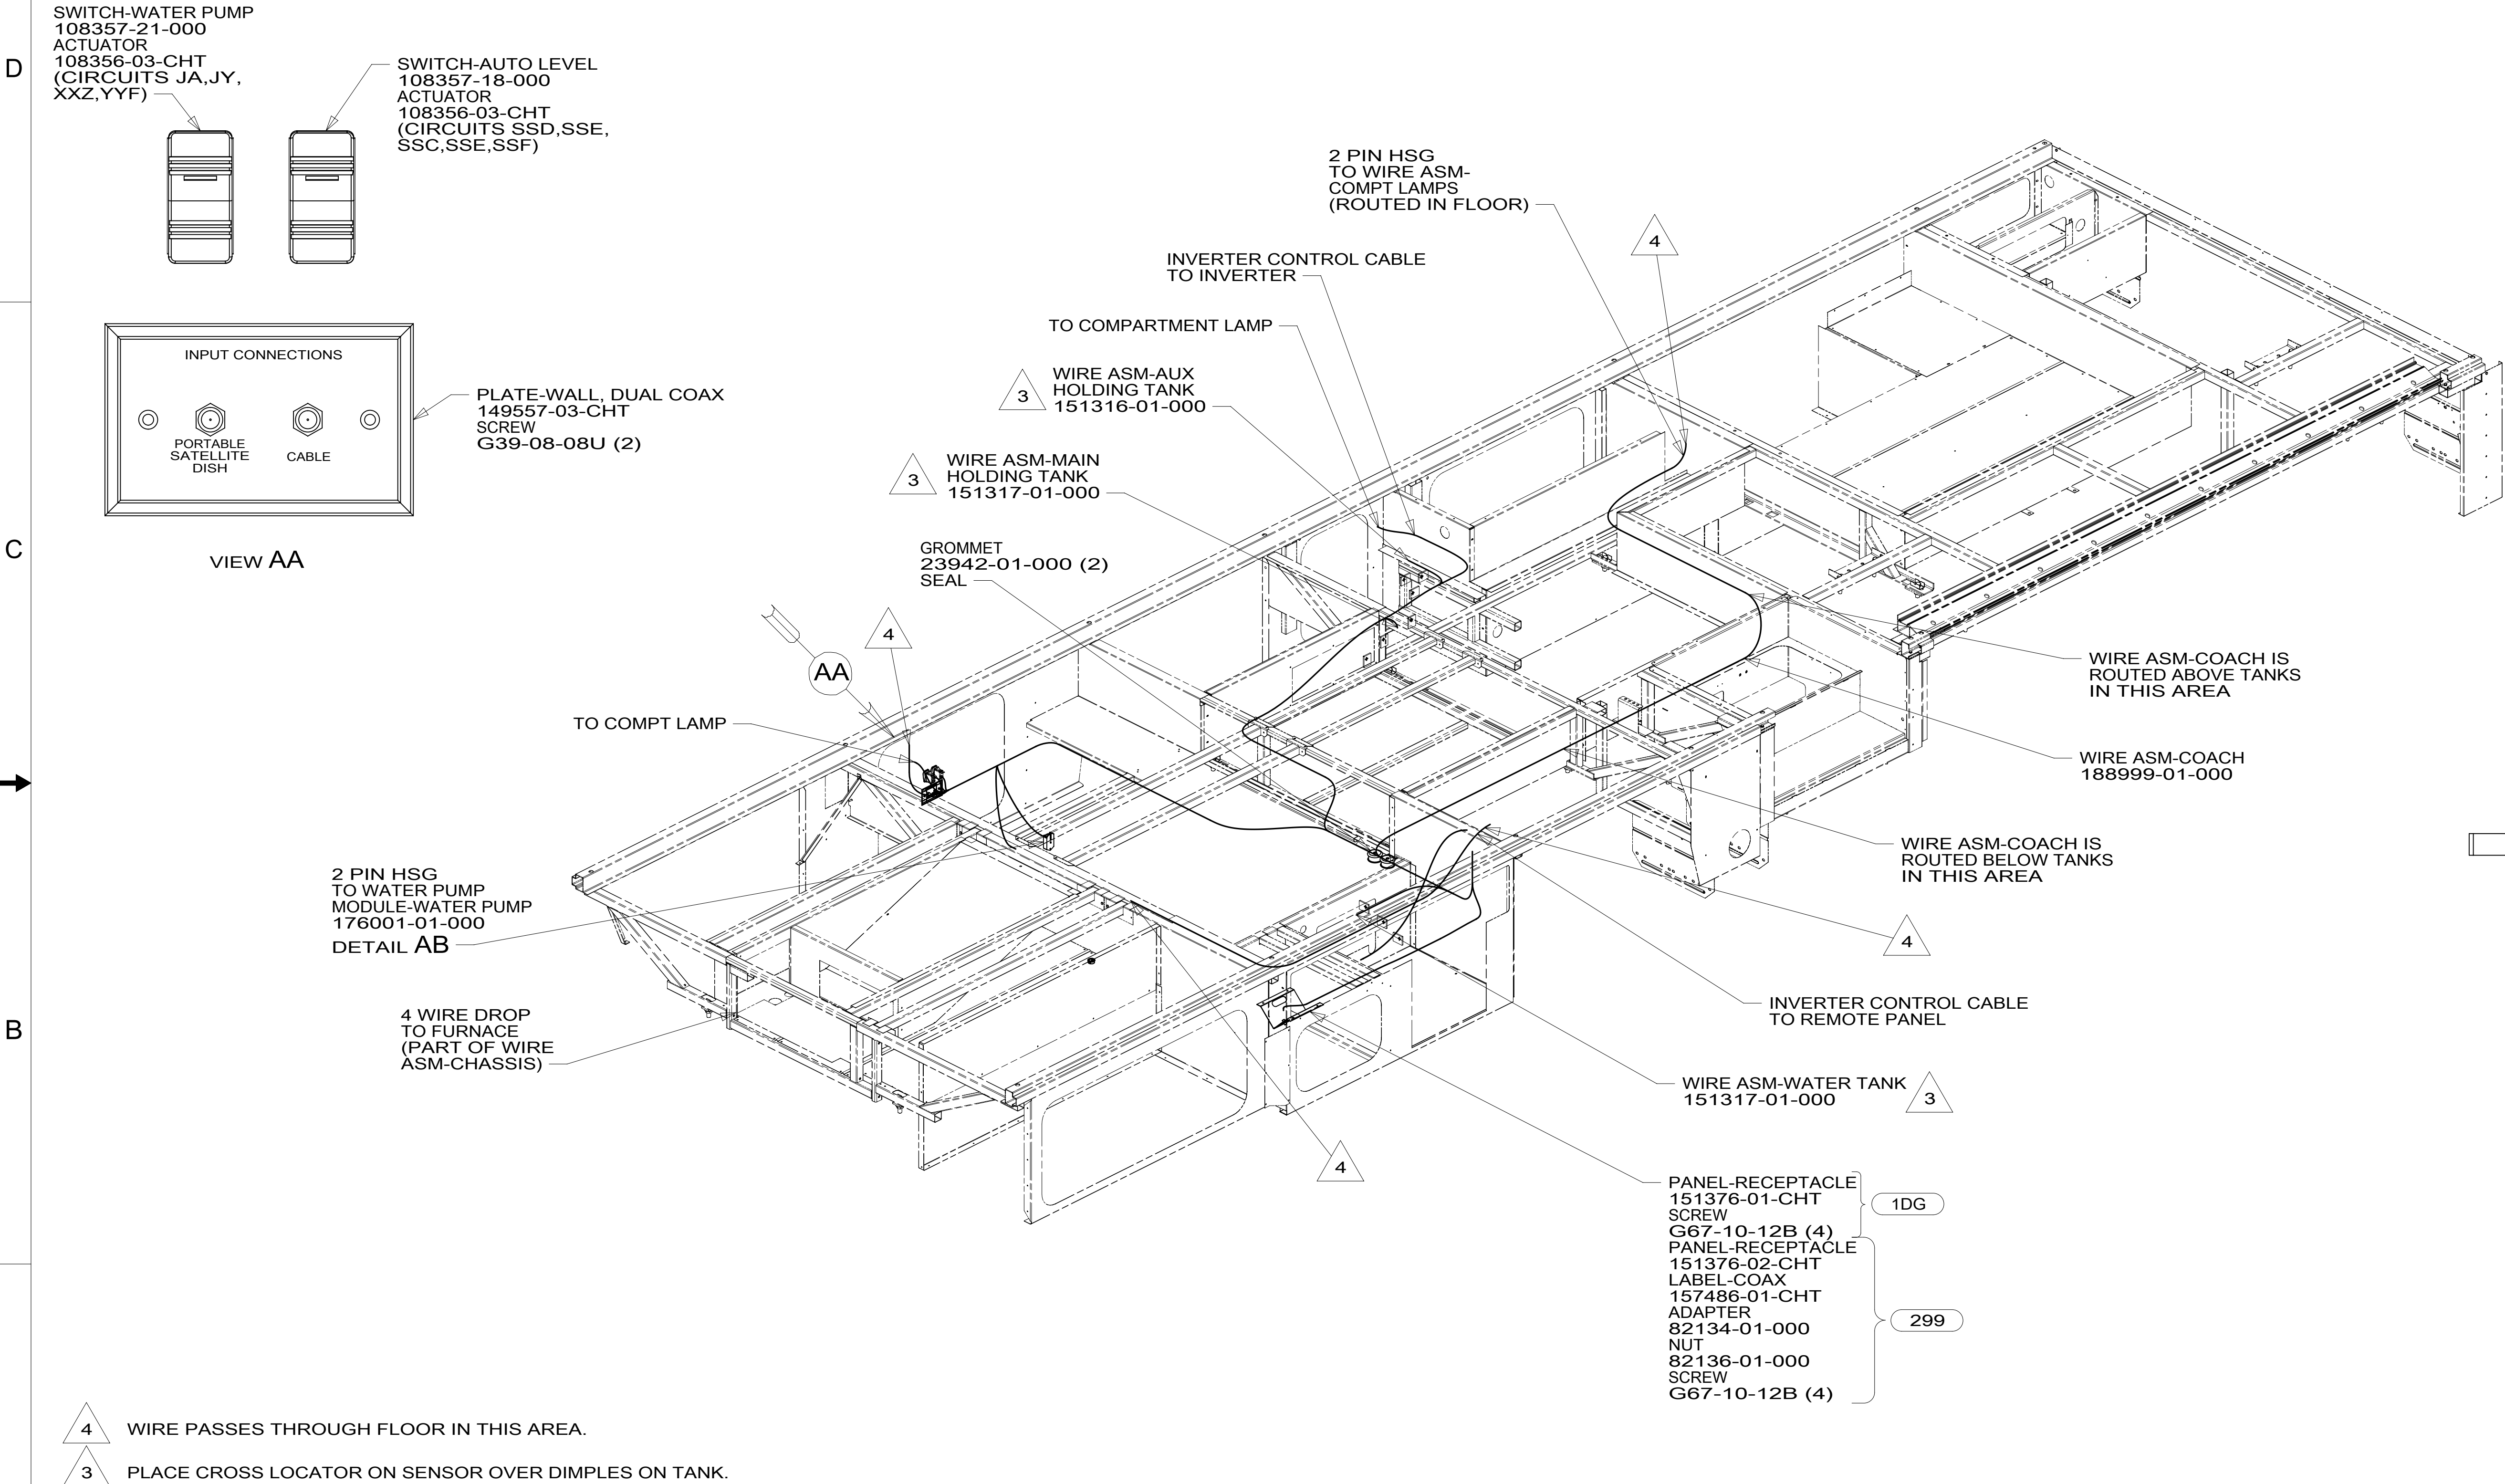 SWITCH-WATER PUMP
108357-21-000
ACTUATOR
108356-03-CHT
(CIRCUITS JA,JY,
XXZ,YYF)
SWITCH-AUTO LEVEL
108357-18-000
ACTUATOR
108356-03-CHT
(CIRCUITS SSD,SSE,
SSC,SSE,SSF)
D
INPUT CONNECTIONS
PORTABLE
SATELLITE
DISH
CABLE
PLATE-WALL, DUAL COAX
149557-03-CHT
SCREW
G39-08-08U (2)
VIEW AA
C
2 PIN HSG
TO WIRE ASM-
COMPT LAMPS
(ROUTED IN FLOOR)
4
INVERTER CONTROL CABLE
TO INVERTER
TO COMPARTMENT LAMP
3
WIRE ASM-AUX
HOLDING TANK
151316-01-000
3
WIRE ASM-MAIN
HOLDING TANK
151317-01-000
GROMMET
23942-01-000 (2)
SEAL
4
AA
TO COMPT LAMP
WIRE ASM-COACH IS
ROUTED ABOVE TANKS
IN THIS AREA
WIRE ASM-COACH
188999-01-000
WIRE ASM-COACH IS
ROUTED BELOW TANKS
IN THIS AREA
4
2 PIN HSG
TO WATER PUMP
MODULE-WATER PUMP
176001-01-000
DETAIL AB
B
4 WIRE DROP
TO FURNACE
(PART OF WIRE
ASM-CHASSIS)
INVERTER CONTROL CABLE
TO REMOTE PANEL
WIRE ASM-WATER TANK
151317-01-000
3
4
PANEL-RECEPTACLE
151376-01-CHT
SCREW
G67-10-12B (4)
1DG
PANEL-RECEPTACLE
151376-02-CHT
LABEL-COAX
157486-01-CHT
ADAPTER
82134-01-000
NUT
82136-01-000
SCREW
G67-10-12B (4)
299
4 WIRE PASSES THROUGH FLOOR IN THIS AREA.
3 PLACE CROSS LOCATOR ON SENSOR OVER DIMPLES ON TANK.